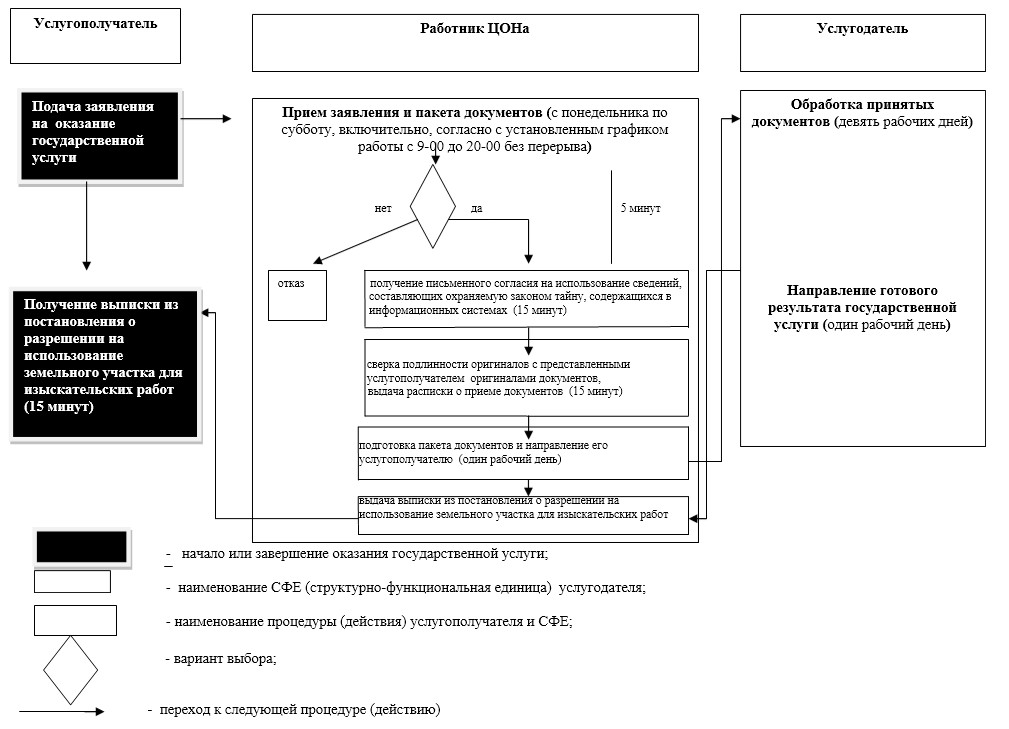 Услугополучатель
Работник ЦОНа
Услугодатель
Подача заявления
на оказание
государственной
услуги
Прием заявления и пакета документов (с понедельника по
субботу, включительно, согласно с установленным графиком
работы с 9-00 до 20-00 без перерыва)
нет
да
5 минут
отказ
получение письменного согласия на использование сведений,
составляющих охраняемую законом тайну, содержащихся в
информационных системах (15 минут)
сверка подлинности оригиналов с представленными
услугополучателем оригиналами документов,
выдача расписки о приеме документов (15 минут)
подготовка пакета документов и направление его
услугополучателю (один рабочий день)
выдача выписки из постановления о разрешении на
использование земельного участка для изыскательских работ
Обработка принятых
документов (девять рабочих дней)
Направление готового
результата государственной
услуги (один рабочий день)
Получение выписки из
постановления о
разрешении на
использование
земельного участка для
изыскательских работ
(15 минут)
- начало или завершение оказания государственной услуги;
- наименование СФЕ (структурно-функциональная единица) услугодателя;
- наименование процедуры (действия) услугополучателя и СФЕ;
- вариант выбора;
- переход к следующей процедуре (действию)